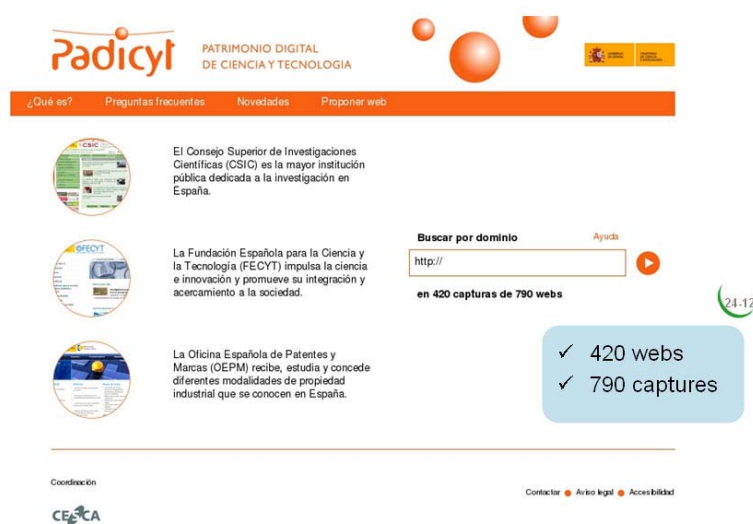 Padicyt
PATRIMONIO DIGITAL
DE CIENCIA Y TECNOLOGIA
¿Qué es? Preguntas frecuentes Novedades Proponer web
CSIC
El Consejo Superior de Investigaciones
Científicas (CSIC) es la mayor institución
pública dedicada a la investigación en
España.
FECYT
La Fundación Española para la Ciencia y
la Tecnología (FECYT) impulsa la ciencia
e innovación y promueve su integración y
acercamiento a la sociedad.
Buscar por dominio Ayuda
http://
en 420 capturas de 790 webs
24-12
La Oficina Española de Patentes y
Marcas (OEPM) recibe, estudia y concede
diferentes modalidades de propiedad
industrial que se conocen en España.
✓ 420 webs
✓ 790 captures
Coordinación
Contactar Aviso legal Accesibilidad
CESCA